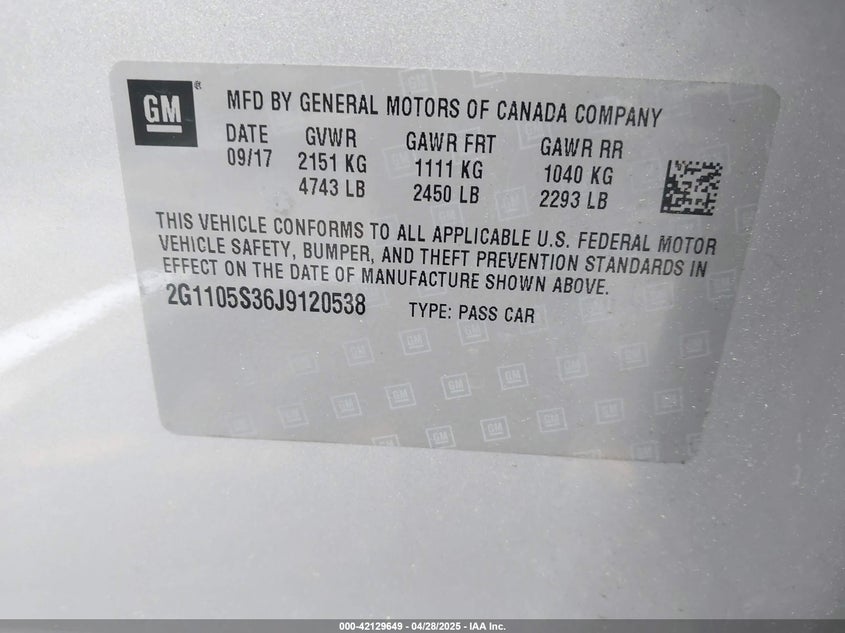 GM
MFD BY GENERAL MOTORS OF CANADA COMPANY
DATE GVWR GAWR FRT GAWR RR
09/17 2151 KG 1111 KG 1040 KG
4743 LB 2450 LB 2293 LB
THIS VEHICLE CONFORMS TO ALL APPLICABLE U.S. FEDERAL MOTOR
VEHICLE SAFETY, BUMPER, AND THEFT PREVENTION STANDARDS IN
EFFECT ON THE DATE OF MANUFACTURE SHOWN ABOVE.
2G1105S36J9120538 TYPE: PASS CAR
000-42129649 - 04/28/2025 - IAA Inc.